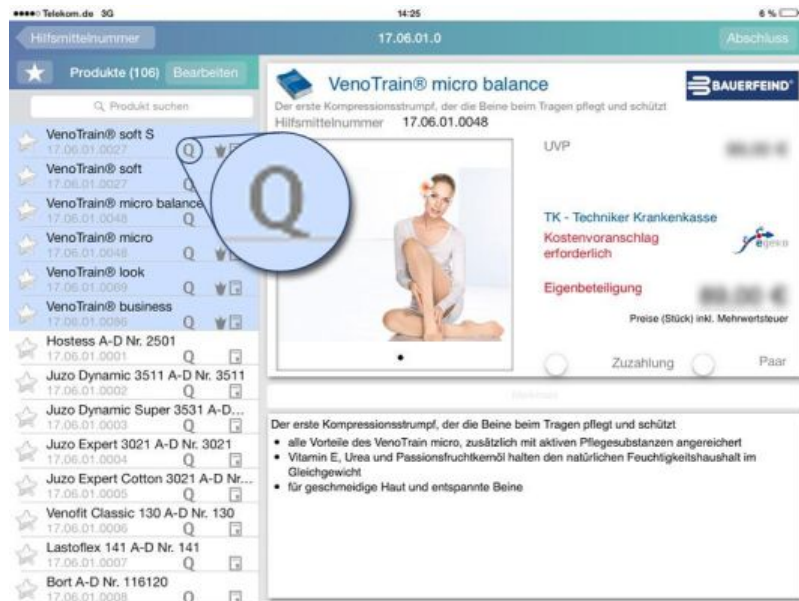 Telekom.de 3G 14:25 6 %
Hilfsmittelnummer 17.06.01.0 Abschluss
Produkte (106) Bearbeiten
Produkt suchen
VenoTrain® soft S
17.06.01.0027 Q
VenoTrain® soft
17.06.01.0027 Q
VenoTrain® micro balance
17.06.01.0048 Q
VenoTrain® micro
17.06.01.0048 Q
VenoTrain® look
17.06.01.0069 Q
VenoTrain® business
17.06.01.0086 Q
Hostess A-D Nr. 2501
17.06.01.0001 Q
Juzo Dynamic 3511 A-D Nr. 3511
17.06.01.0002 Q
Juzo Dynamic Super 3531 A-D...
17.06.01.0003 Q
Juzo Expert 3021 A-D Nr. 3021
17.06.01.0004 Q
Juzo Expert Cotton 3021 A-D Nr...
17.06.01.0005 Q
Venofit Classic 130 A-D Nr. 130
17.06.01.0006 Q
Lastoflex 141 A-D Nr. 141
17.06.01.0007 Q
Bort A-D Nr. 116120
17.06.01.0008 Q
Q
VenoTrain® micro balance
BAUERFEIND®
Der erste Kompressionsstrumpf, der die Beine beim Tragen pflegt und schützt
Hilfsmittelnummer 17.06.01.0048
UVP
TK - Techniker Krankenkasse
Kostenvoranschlag
erforderlich
egeko
Eigenbeteiligung
Preise (Stück) inkl. Mehrwertsteuer
Zuzahlung Paar
Der erste Kompressionsstrumpf, der die Beine beim Tragen pflegt und schützt
• alle Vorteile des VenoTrain micro, zusätzlich mit aktiven Pflegesubstanzen angereichert
• Vitamin E, Urea und Passionsfruchtkernöl halten den natürlichen Feuchtigkeitshaushalt im
Gleichgewicht
• für geschmeidige Haut und entspannte Beine